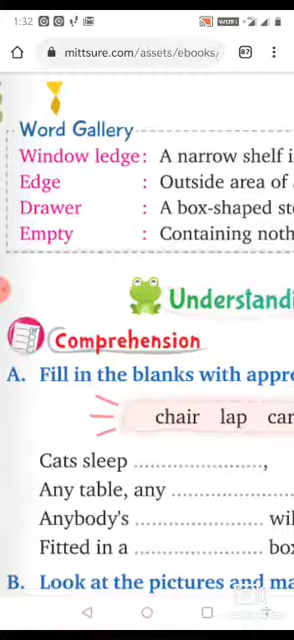 1:32
VoWIFI
mittsure.com/assets/ebooks/
87
Word Gallery
Window ledge: A narrow shelf i
Edge : Outside area of
Drawer : A box-shaped st
Empty : Containing noth
Understandi
Comprehension
A. Fill in the blanks with appro
chair lap car
Cats sleep ......................,
Any table, any ......................
Anybody's ...................... wil
Fitted in a ...................... box
B. Look at the pictures and ma